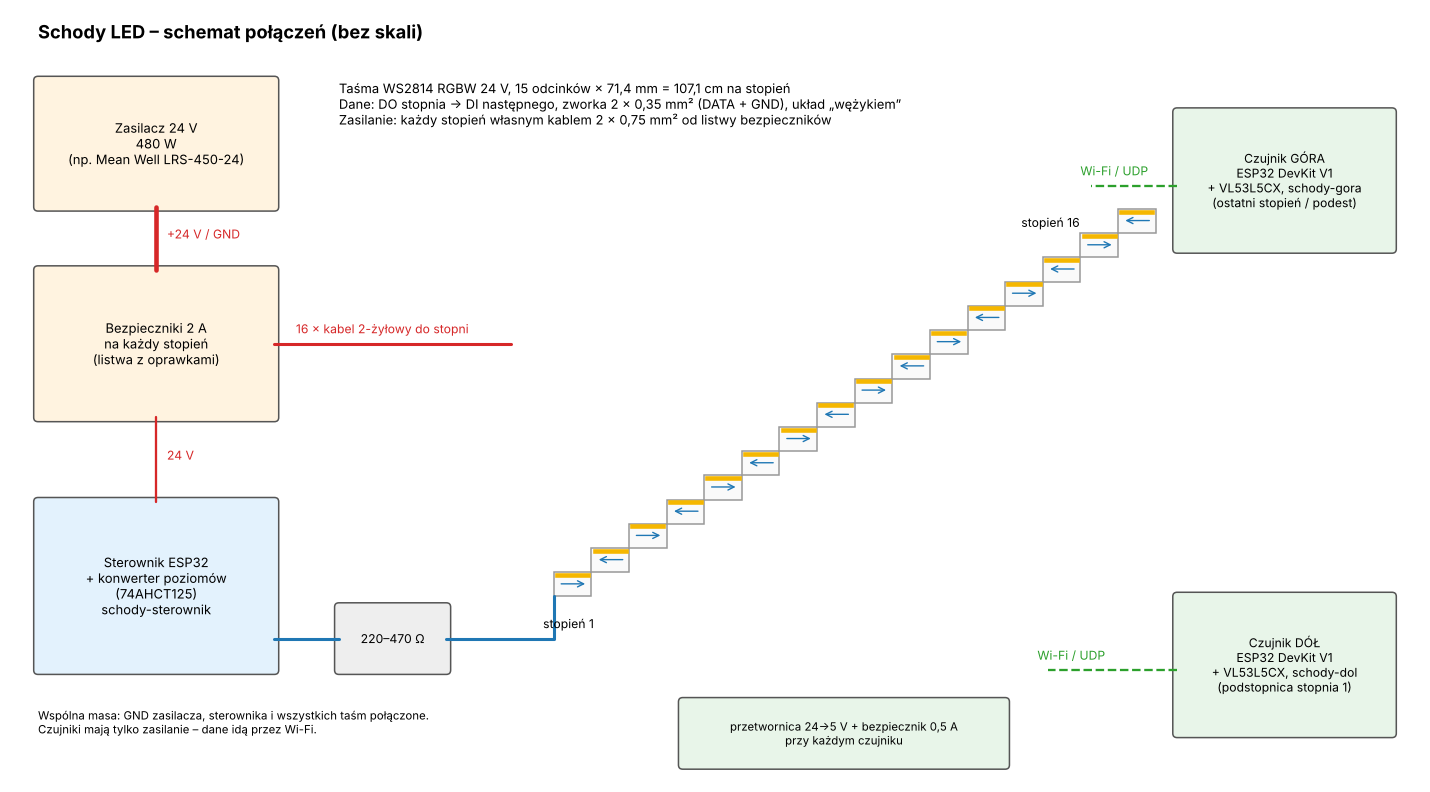 Schody LED – schemat połączeń (bez skali)
Taśma WS2814 RGBW 24 V, 15 odcinków × 71,4 mm = 107,1 cm na stopień
Dane: DO stopnia → DI następnego, zworka 2 × 0,35 mm² (DATA + GND), układ „wężykiem”
Zasilanie: każdy stopień własnym kablem 2 × 0,75 mm² od listwy bezpieczników
Zasilacz 24 V
480 W
(np. Mean Well LRS-450-24)
+24 V / GND
Bezpieczniki 2 A
na każdy stopień
(listwa z oprawkami)
16 × kabel 2-żyłowy do stopni
24 V
Sterownik ESP32
+ konwerter poziomów
(74AHCT125)
schody-sterownik
220–470 Ω
stopień 1
stopień 16
Wi-Fi / UDP
Czujnik GÓRA
ESP32 DevKit V1
+ VL53L5CX, schody-gora
(ostatni stopień / podest)
Wi-Fi / UDP
Czujnik DÓŁ
ESP32 DevKit V1
+ VL53L5CX, schody-dol
(podstopnica stopnia 1)
przetwornica 24→5 V + bezpiecznik 0,5 A
przy każdym czujniku
Wspólna masa: GND zasilacza, sterownika i wszystkich taśm połączone.
Czujniki mają tylko zasilanie – dane idą przez Wi-Fi.